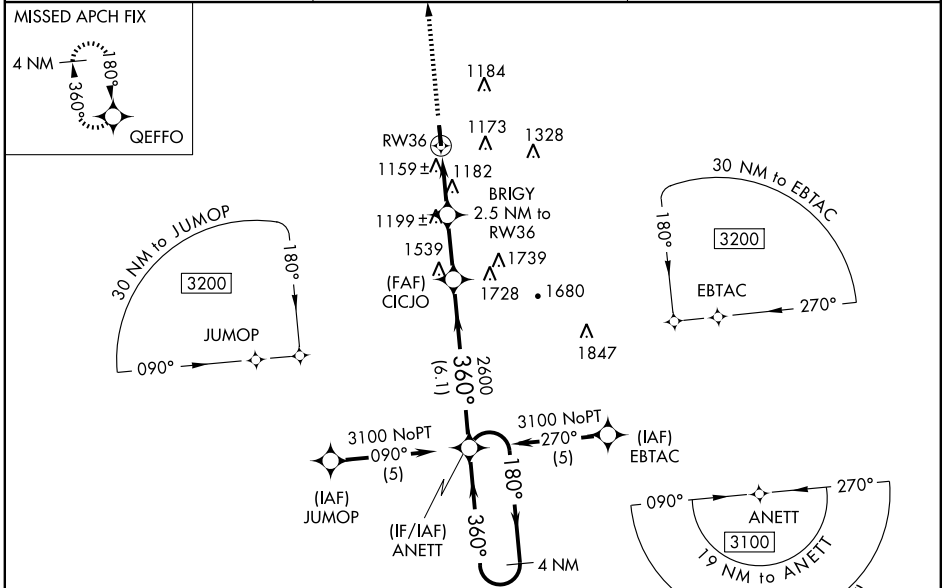 MISSED APCH FIX
4 NM
180°
360°
QEFFO
1184
RW36
1173
1328
1159±
1182
BRIGY
2.5 NM to
RW36
1199±
1539
1739
(FAF)
CICJO
1728
1680
1847
30 NM to JUMOP
180°
3200
JUMOP
090°
30 NM to EBTAC
180°
3200
EBTAC
270°
2600
360°
(6.1)
3100 NoPT
090°
(5)
(IAF)
JUMOP
3100 NoPT
270°
(5)
(IAF)
EBTAC
(IF/IAF)
ANETT
180°
360°
4 NM
090°
270°
ANETT
3100
19 NM to ANETT